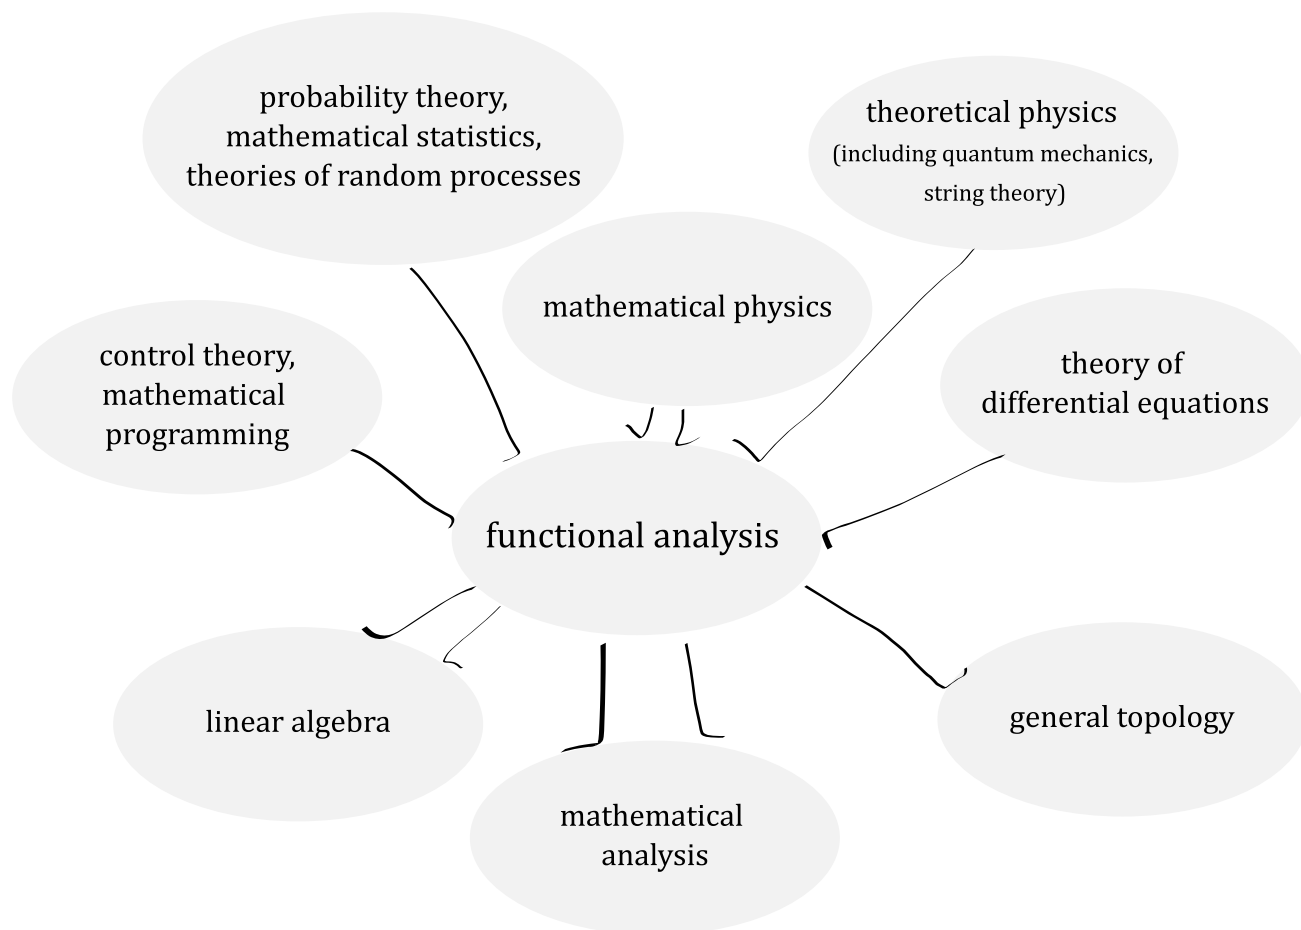 probability theory,
mathematical statistics,
theories of random processes
theoretical physics
(including quantum mechanics,
string theory)
mathematical physics
control theory,
mathematical
programming
theory of
differential equations
functional analysis
linear algebra
general topology
mathematical
analysis